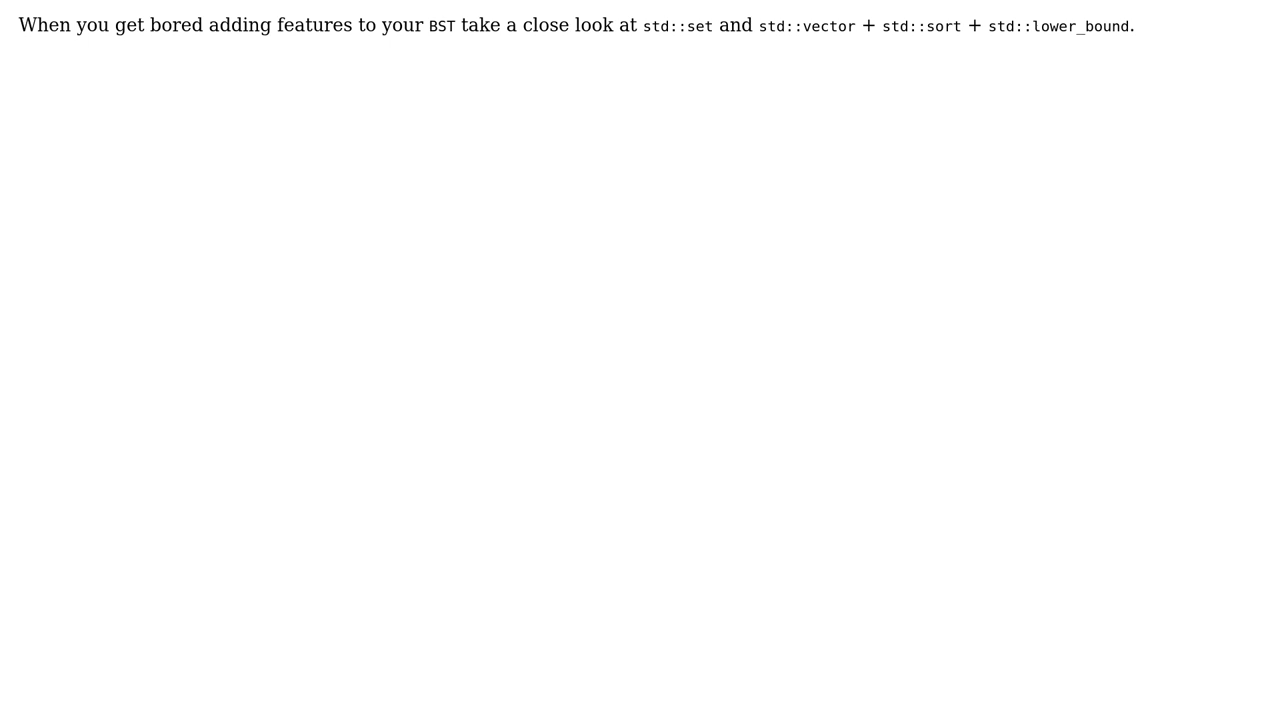 When you get bored adding features to your BST take a close look at std::set and std::vector + std::sort + std::lower_bound.